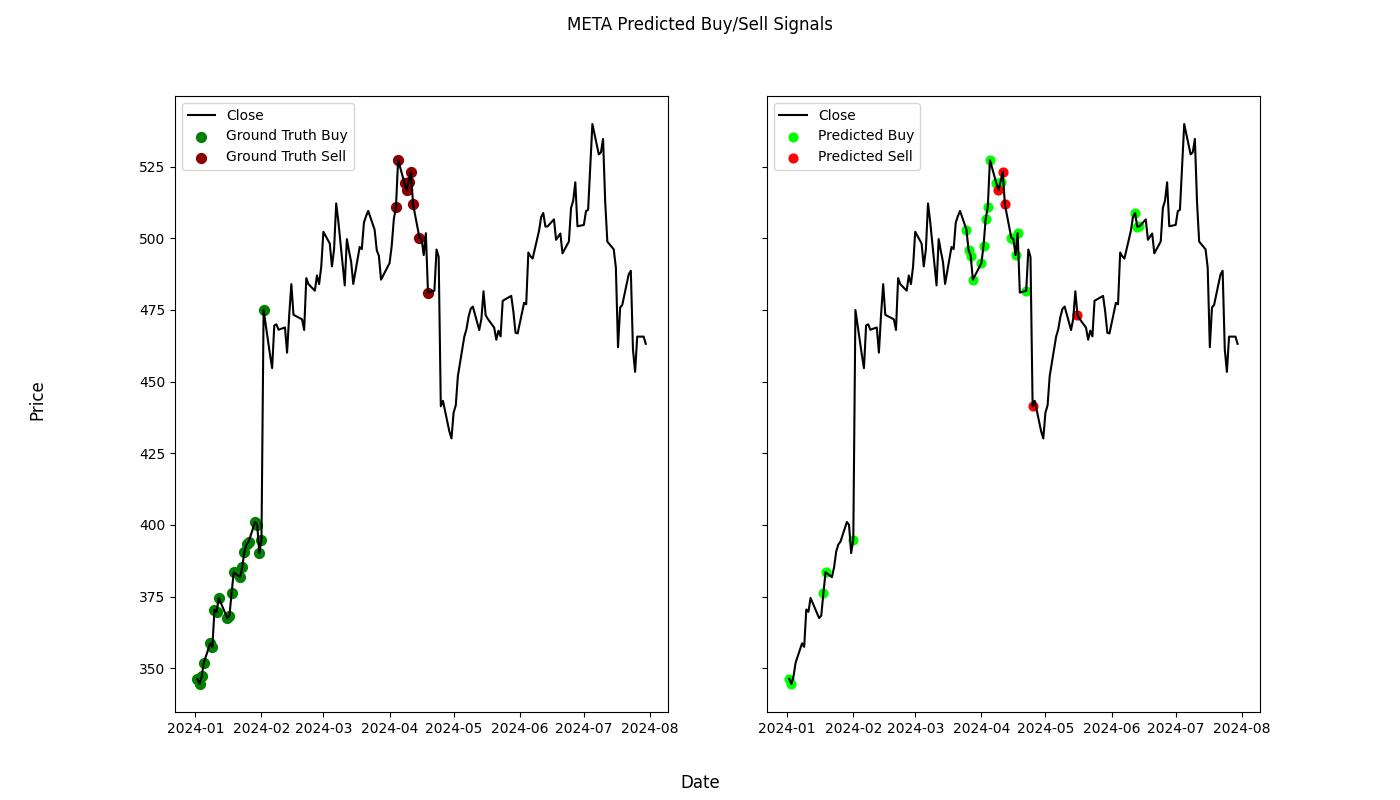 META Predicted Buy/Sell Signals
Close
Ground Truth Buy
Ground Truth Sell
Close
Predicted Buy
Predicted Sell
525
500
475
450
425
400
375
350
Price
2024-01 2024-02 2024-03 2024-04 2024-05 2024-06 2024-07 2024-08
2024-01 2024-02 2024-03 2024-04 2024-05 2024-06 2024-07 2024-08
Date